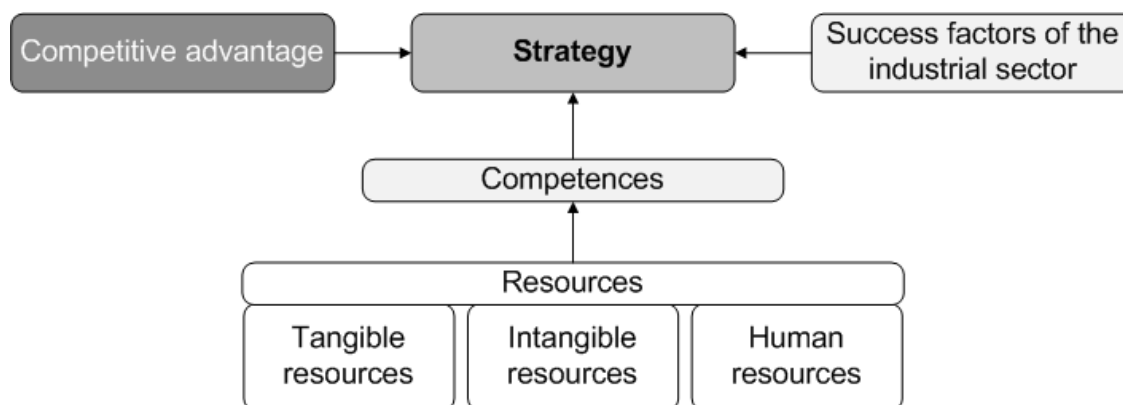 Competitive advantage
Strategy
Success factors of the
industrial sector
Competences
Resources
Tangible
resources
Intangible
resources
Human
resources